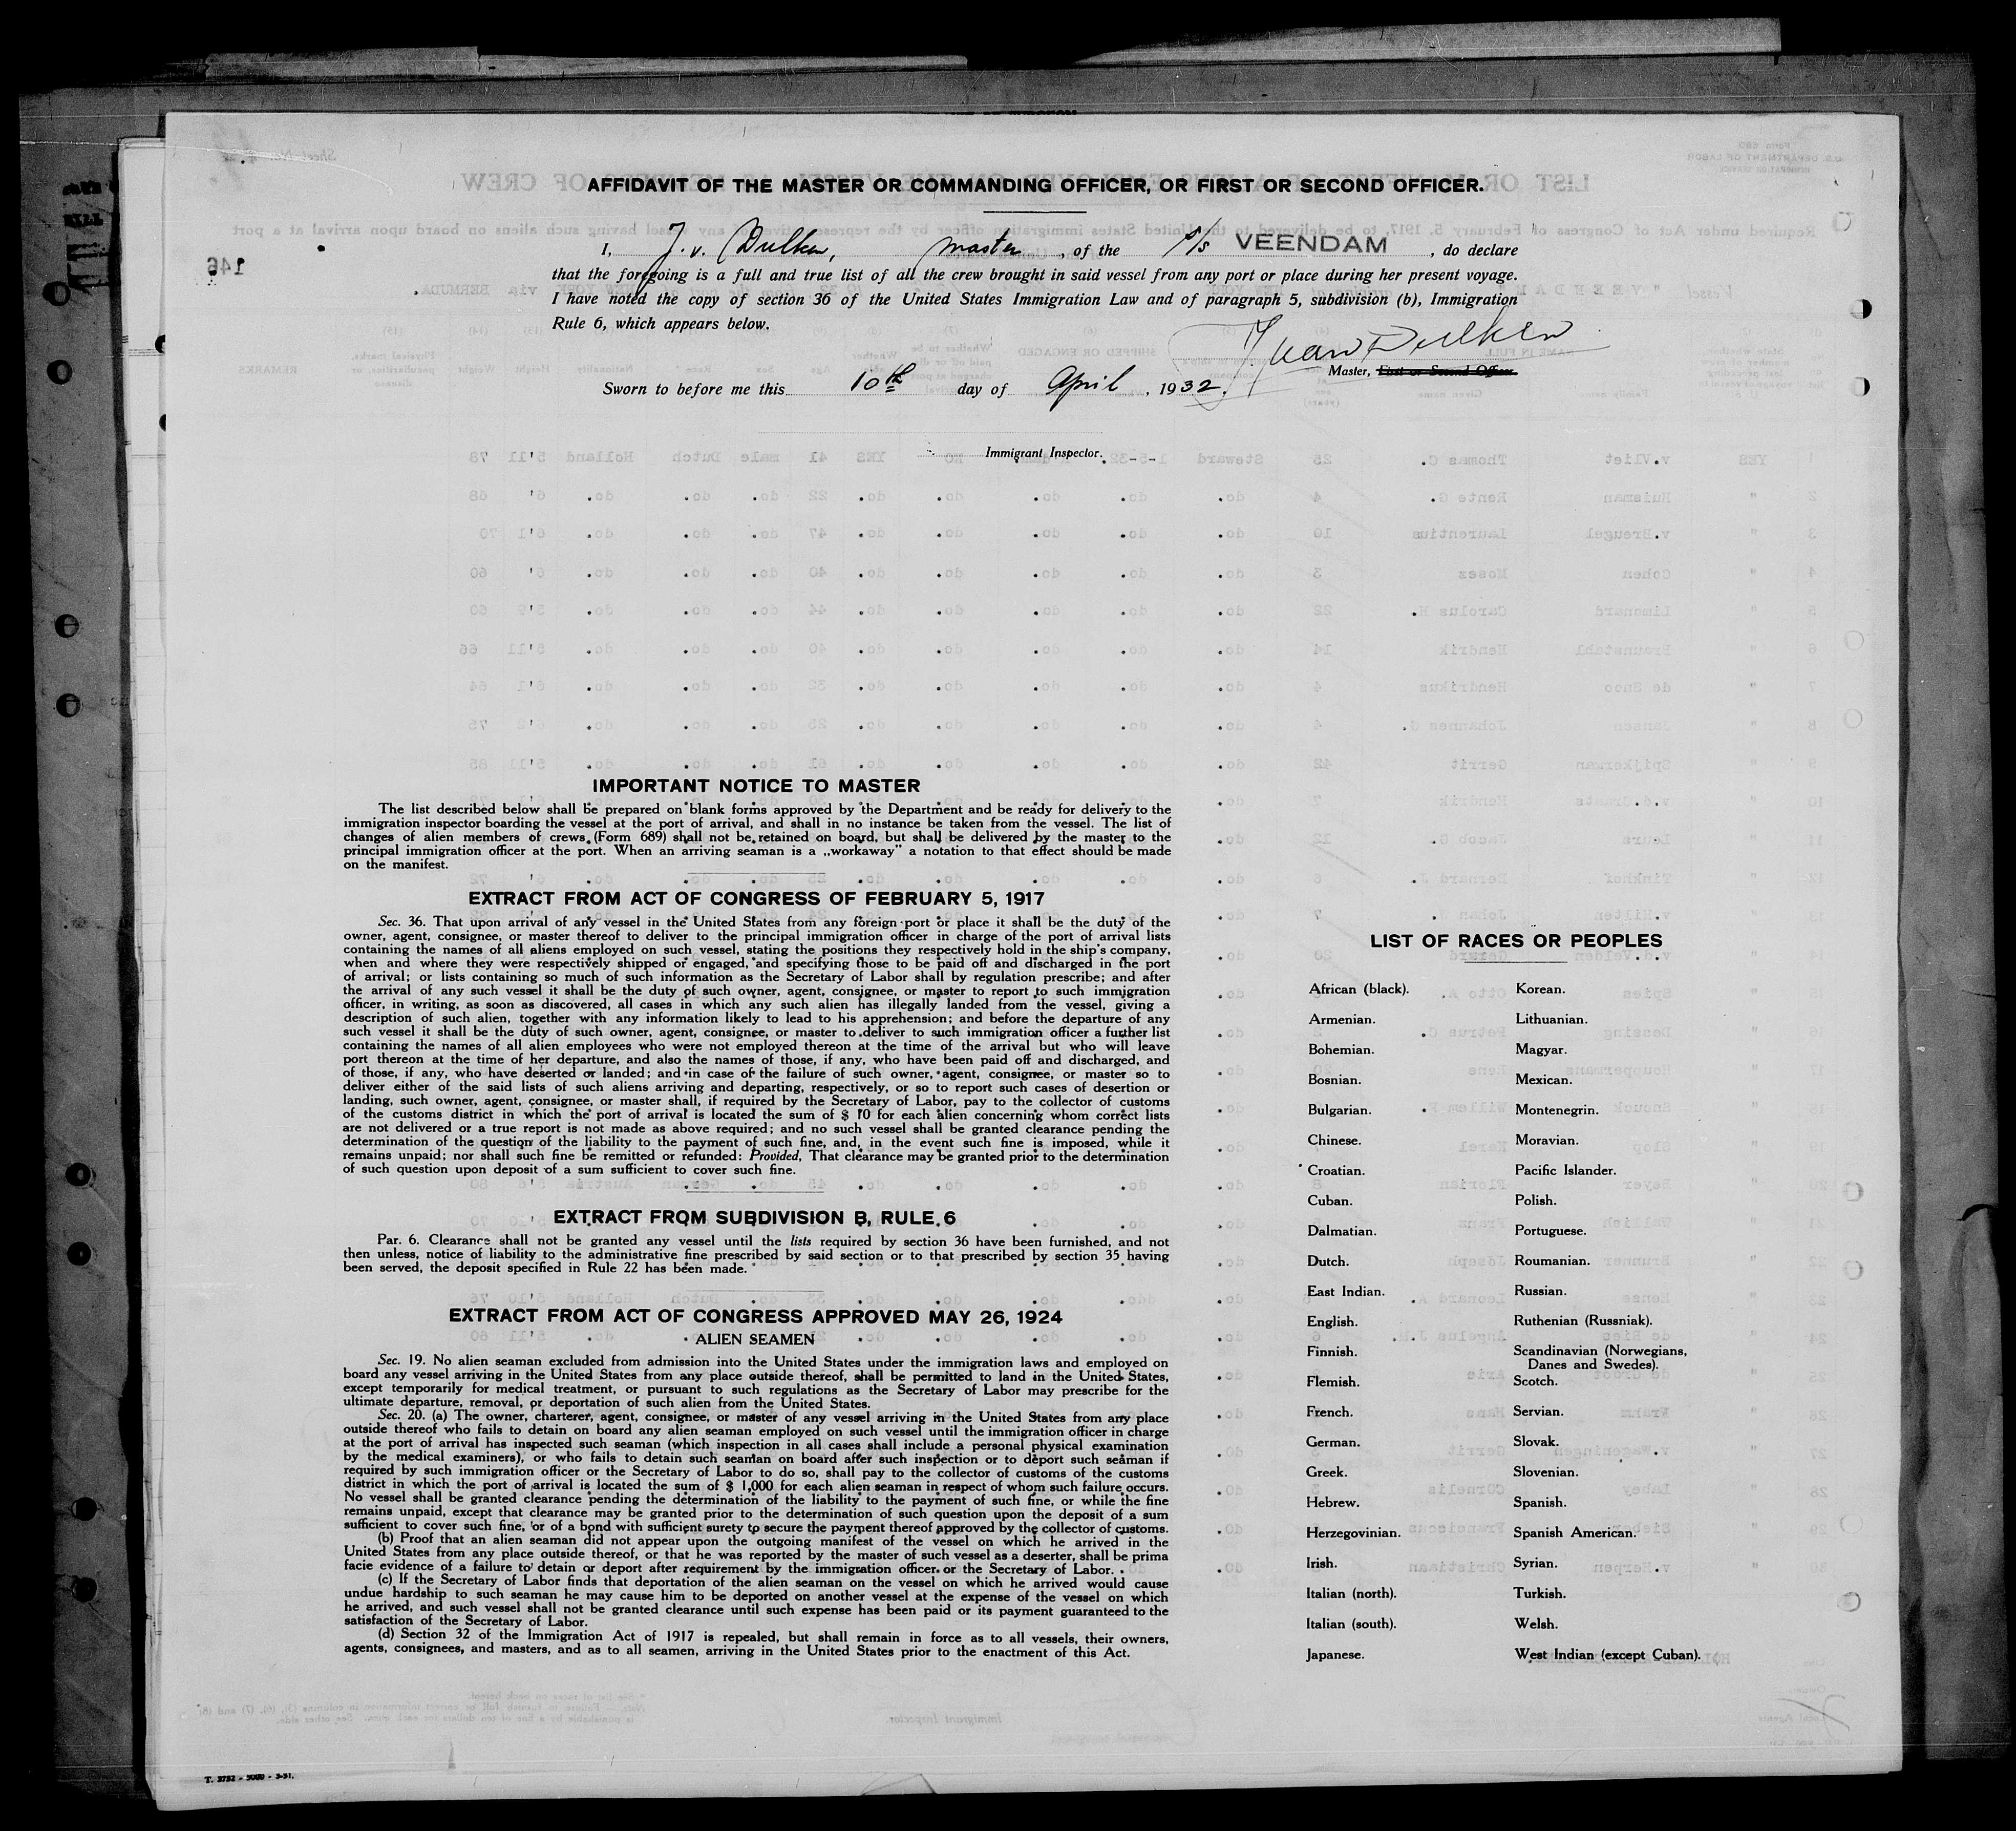 AFFIDAVIT OF THE MASTER OR COMMANDING OFFICER, OR FIRST OR SECOND OFFICER.
I, J. v. Dulken, master, of the s/s VEENDAM, do declare
that the foregoing is a full and true list of all the crew brought in said vessel from any port or place during her present voyage.
I have noted the copy of section 36 of the United States Immigration Law and of paragraph 5, subdivision (b), Immigration
Rule 6, which appears below.
J. van Dulken
Master, First or Second Officer.
Sworn to before me this 10th day of April, 1932.
Immigrant Inspector.
IMPORTANT NOTICE TO MASTER
The list described below shall be prepared on blank forms approved by the Department and be ready for delivery to the
immigration inspector boarding the vessel at the port of arrival, and shall in no instance be taken from the vessel. The list of
changes of alien members of crews (Form 689) shall not be retained on board, but shall be delivered by the master to the
principal immigration officer at the port. When an arriving seaman is a „workaway” a notation to that effect should be made
on the manifest.
EXTRACT FROM ACT OF CONGRESS OF FEBRUARY 5, 1917
Sec. 36. That upon arrival of any vessel in the United States from any foreign port or place it shall be the duty of the
owner, agent, consignee, or master thereof to deliver to the principal immigration officer in charge of the port of arrival lists
containing the names of all aliens employed on such vessel, stating the positions they respectively hold in the ship's company,
when and where they were respectively shipped or engaged, and specifying those to be paid off and discharged in the port
of arrival; or lists containing so much of such information as the Secretary of Labor shall by regulation prescribe; and after
the arrival of any such vessel it shall be the duty of such owner, agent, consignee, or master to report to such immigration
officer, in writing, as soon as discovered, all cases in which any such alien has illegally landed from the vessel, giving a
description of such alien, together with any information likely to lead to his apprehension; and before the departure of any
such vessel it shall be the duty of such owner, agent, consignee, or master to deliver to such immigration officer a further list
containing the names of all alien employees who were not employed thereon at the time of the arrival but who will leave
port thereon at the time of her departure, and also the names of those, if any, who have been paid off and discharged, and
of those, if any, who have deserted or landed; and in case of the failure of such owner, agent, consignee, or master so to
deliver either of the said lists of such aliens arriving and departing, respectively, or so to report such cases of desertion or
landing, such owner, agent, consignee, or master shall, if required by the Secretary of Labor, pay to the collector of customs
of the customs district in which the port of arrival is located the sum of $ 10 for each alien concerning whom correct lists
are not delivered or a true report is not made as above required; and no such vessel shall be granted clearance pending the
determination of the question of the liability to the payment of such fine, and, in the event such fine is imposed, while it
remains unpaid; nor shall such fine be remitted or refunded: Provided, That clearance may be granted prior to the determination
of such question upon deposit of a sum sufficient to cover such fine.
EXTRACT FROM SUBDIVISION B, RULE 6
Par. 6. Clearance shall not be granted any vessel until the lists required by section 36 have been furnished, and not
then unless, notice of liability to the administrative fine prescribed by said section or to that prescribed by section 35 having
been served, the deposit specified in Rule 22 has been made.
EXTRACT FROM ACT OF CONGRESS APPROVED MAY 26, 1924
ALIEN SEAMEN
Sec. 19. No alien seaman excluded from admission into the United States under the immigration laws and employed on
board any vessel arriving in the United States from any place outside thereof, shall be permitted to land in the United States,
except temporarily for medical treatment, or pursuant to such regulations as the Secretary of Labor may prescribe for the
ultimate departure, removal, or deportation of such alien from the United States.
Sec. 20. (a) The owner, charterer, agent, consignee, or master of any vessel arriving in the United States from any place
outside thereof who fails to detain on board any alien seaman employed on such vessel until the immigration officer in charge
at the port of arrival has inspected such seaman (which inspection in all cases shall include a personal physical examination
by the medical examiners), or who fails to detain such seaman on board after such inspection or to deport such seaman if
required by such immigration officer or the Secretary of Labor to do so, shall pay to the collector of customs of the customs
district in which the port of arrival is located the sum of $ 1,000 for each alien seaman in respect of whom such failure occurs.
No vessel shall be granted clearance pending the determination of the liability to the payment of such fine, or while the fine
remains unpaid, except that clearance may be granted prior to the determination of such question upon the deposit of a sum
sufficient to cover such fine, or of a bond with sufficient surety to secure the payment thereof approved by the collector of customs.
(b) Proof that an alien seaman did not appear upon the outgoing manifest of the vessel on which he arrived in the
United States from any place outside thereof, or that he was reported by the master of such vessel as a deserter, shall be prima
facie evidence of a failure to detain or deport after requirement by the immigration officer or the Secretary of Labor.
(c) If the Secretary of Labor finds that deportation of the alien seaman on the vessel on which he arrived would cause
undue hardship to such seaman he may cause him to be deported on another vessel at the expense of the vessel on which
he arrived, and such vessel shall not be granted clearance until such expense has been paid or its payment guaranteed to the
satisfaction of the Secretary of Labor.
(d) Section 32 of the Immigration Act of 1917 is repealed, but shall remain in force as to all vessels, their owners,
agents, consignees, and masters, and as to all seamen, arriving in the United States prior to the enactment of this Act.
LIST OF RACES OR PEOPLES
African (black). Korean.
Armenian. Lithuanian.
Bohemian. Magyar.
Bosnian. Mexican.
Bulgarian. Montenegrin.
Chinese. Moravian.
Croatian. Pacific Islander.
Cuban. Polish.
Dalmatian. Portuguese.
Dutch. Roumanian.
East Indian. Russian.
English. Ruthenian (Russniak).
Finnish. Scandinavian (Norwegians,
Danes and Swedes).
Flemish. Scotch.
French. Servian.
German. Slovak.
Greek. Slovenian.
Hebrew. Spanish.
Herzegovinian. Spanish American.
Irish. Syrian.
Italian (north). Turkish.
Italian (south). Welsh.
Japanese. West Indian (except Cuban).
T. 3732 - 5000 - 3-31.